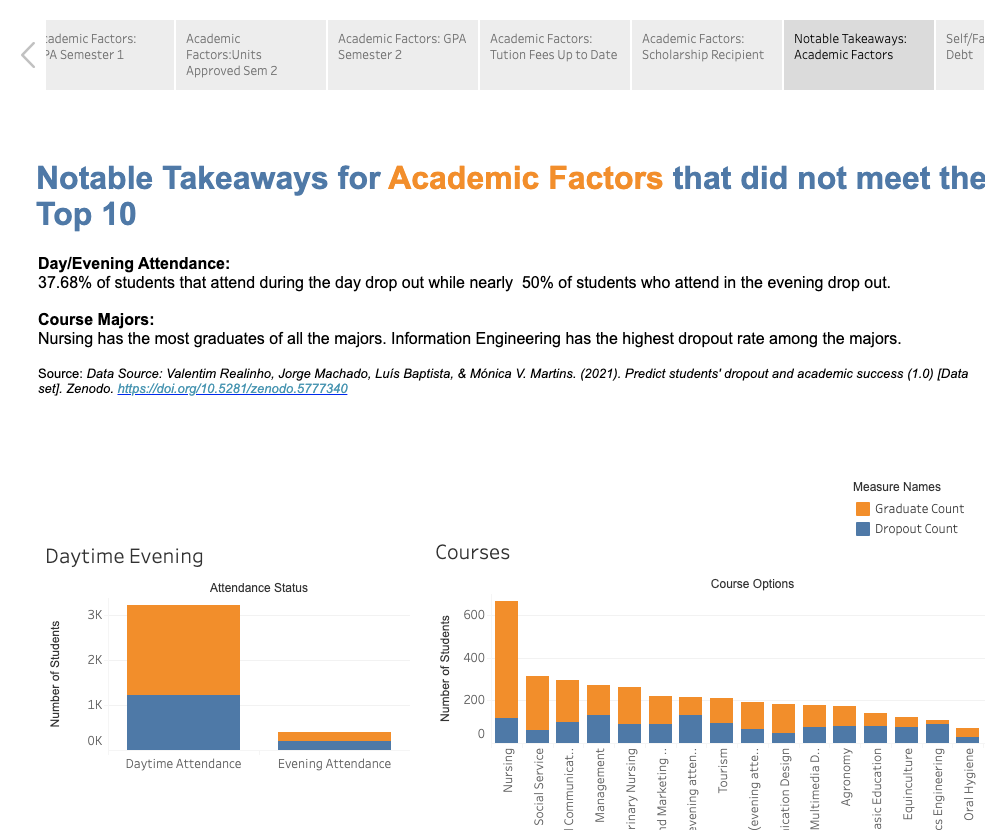 cademic Factors:
PA Semester 1
Academic
Factors:Units
Approved Sem 2
Academic Factors: GPA
Semester 2
Academic Factors:
Tution Fees Up to Date
Academic Factors:
Scholarship Recipient
Notable Takeaways:
Academic Factors
Self/Fa
Debt
Notable Takeaways for Academic Factors that did not meet the
Top 10
Day/Evening Attendance:
37.68% of students that attend during the day drop out while nearly  50% of students who attend in the evening drop out.
Course Majors:
Nursing has the most graduates of all the majors. Information Engineering has the highest dropout rate among the majors.
Source: Data Source: Valentim Realinho, Jorge Machado, Luís Baptista, & Mónica V. Martins. (2021). Predict students' dropout and academic success (1.0) [Data
set]. Zenodo. https://doi.org/10.5281/zenodo.5777340
Measure Names
Graduate Count
Dropout Count
Daytime Evening
Attendance Status
Number of Students
3K
2K
1K
0K
Daytime Attendance
Evening Attendance
Courses
Course Options
Number of Students
600
400
200
0
Nursing
Social Service
l Communicat..
Management
rinary Nursing
nd Marketing ..
evening atten..
Tourism
(evening atte..
ication Design
Multimedia D..
Agronomy
asic Education
Equinculture
cs Engineering
Oral Hygiene